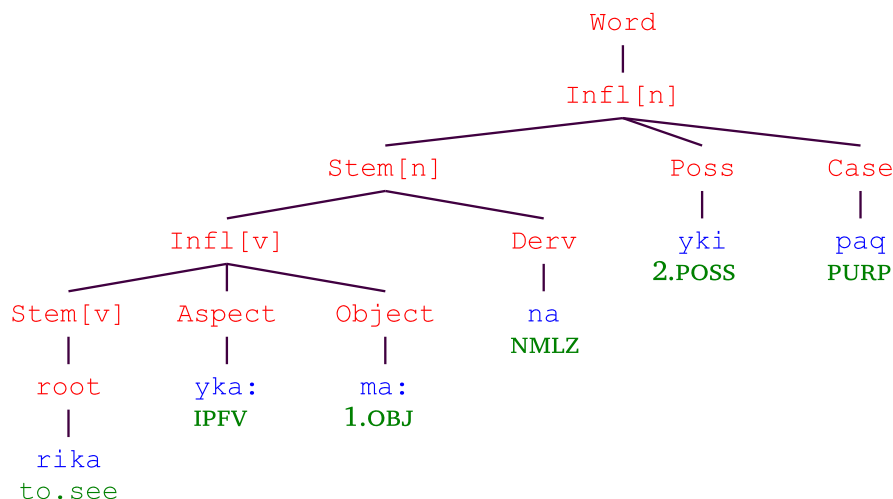 Word
Infl[n]
Stem[n] Poss Case
Infl[v] Derv yki paq
2.POSS PURP
Stem[v] Aspect Object na
NMLZ
root yka: ma:
IPFV 1.OBJ
rika
to.see